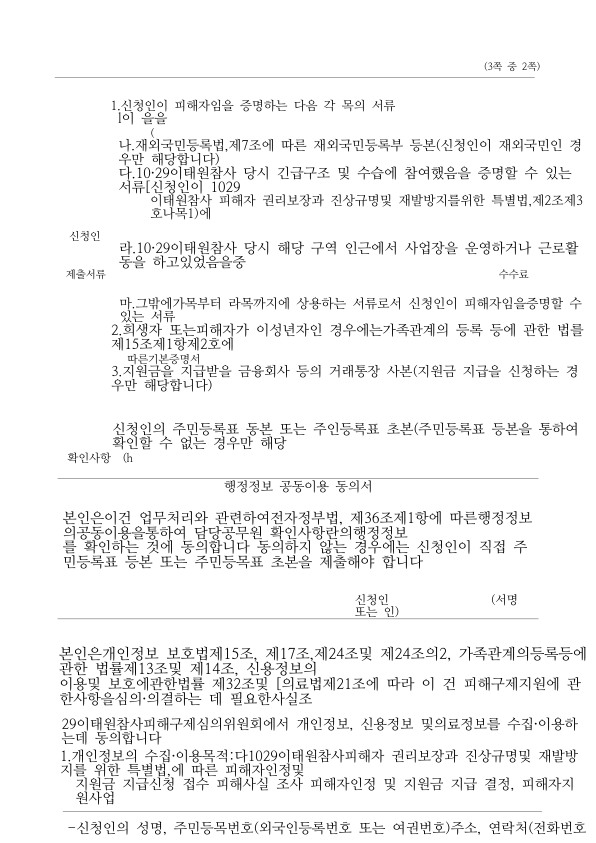 (3쪽 중 2쪽)
1.신청인이 피해자임을 증명하는 다음 각 목의 서류
l이 을을
(
나.재외국민등록법,제7조에 따른 재외국민등록부 등본(신청인이 재외국민인 경
우만 해당합니다)
다.10·29이태원참사 당시 긴급구조 및 수습에 참여했음을 증명할 수 있는
서류[신청인이 1029
이태원참사 피해자 권리보장과 진상규명및 재발방지를위한 특별법,제2조제3
호나목1)에
신청인
라.10·29이태원참사 당시 해당 구역 인근에서 사업장을 운영하거나 근로활
동을 하고있었음을중
제출서류 수수료
마.그밖에가목부터 라목까지에 상용하는 서류로서 신청인이 피해자임을증명할 수
있는 서류
2.희생자 또는피해자가 이성년자인 경우에는가족관계의 등록 등에 관한 법률
제15조제1항제2호에
따른기본증명서
3.지원금을 지급받을 금융회사 등의 거래통장 사본(지원금 지급을 신청하는 경
우만 해당합니다)
신청인의 주민등록표 동본 또는 주인등록표 초본(주민등록표 등본을 통하여
확인할 수 없는 경우만 해당
확인사항 (h
행정정보 공동이용 동의서
본인은이건 업무처리와 관련하여전자정부법, 제36조제1항에 따른행정정보
의공동이용을통하여 담당공무원 확인사항란의행정정보
를 확인하는 것에 동의합니다 동의하지 않는 경우에는 신청인이 직접 주
민등록표 등본 또는 주민등목표 초본을 제출해야 합니다
신청인 (서명
또는 인)
본인은개인정보 보호법제15조, 제17조,제24조및 제24조의2, 가족관계의등록등에
관한 법률제13조및 제14조, 신용정보의
이용및 보호에관한법률 제32조및 [의료법제21조에 따라 이 건 피해구제지원에 관
한사항을심의·의결하는 데 필요한사실조
29이태원참사피해구제심의위원회에서 개인정보, 신용정보 및의료정보를 수집·이용하
는데 동의합니다
1.개인정보의 수집·이용목적:다1029이태원참사피해자 권리보장과 진상규명및 재발방
지를 위한 특별법,에 따른 피해자인정및
지원금 지급신청 접수 피해사실 조사 피해자인정 및 지원금 지급 결정, 피해자지
원사업
-신청인의 성명, 주민등목번호(외국인등록번호 또는 여권번호)주소, 연락처(전화번호